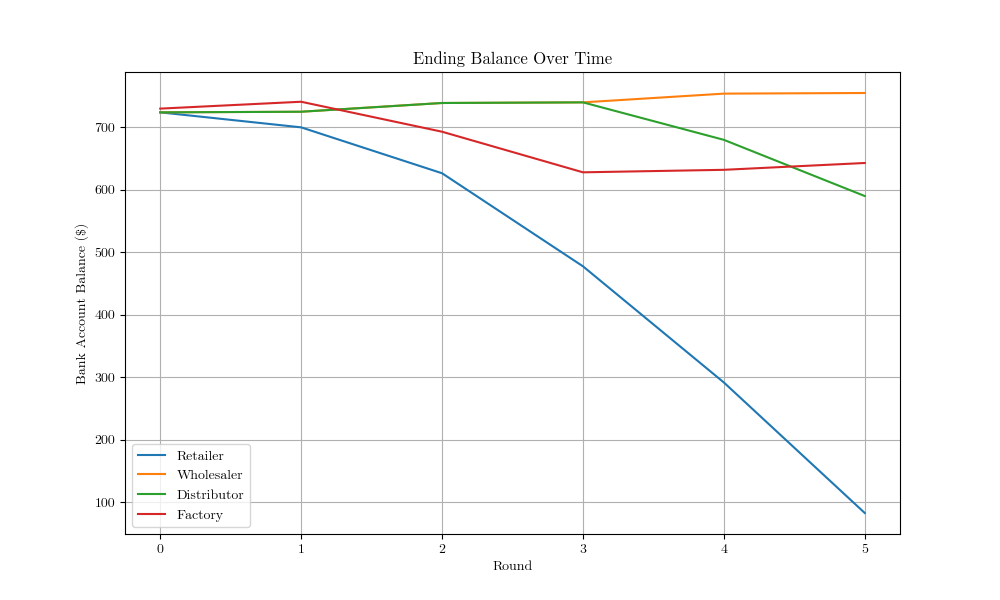 Ending Balance Over Time
Bank Account Balance ($)
700
600
500
400
300
200
100
Retailer
Wholesaler
Distributor
Factory
0 1 2 3 4 5
Round